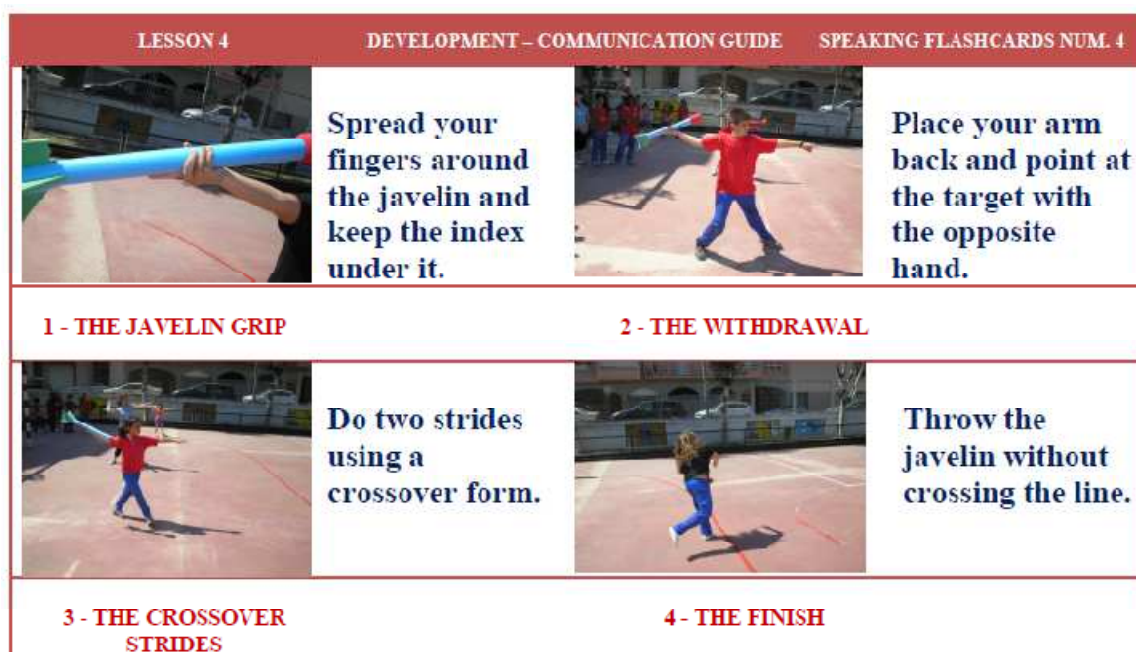 LESSON 4 DEVELOPMENT – COMMUNICATION GUIDE SPEAKING FLASHCARDS NUM. 4
Spread your
fingers around
the javelin and
keep the index
under it.
Place your arm
back and point at
the target with
the opposite
hand.
1 - THE JAVELIN GRIP
2 - THE WITHDRAWAL
Do two strides
using a
crossover form.
Throw the
javelin without
crossing the line.
3 - THE CROSSOVER
STRIDES
4 - THE FINISH